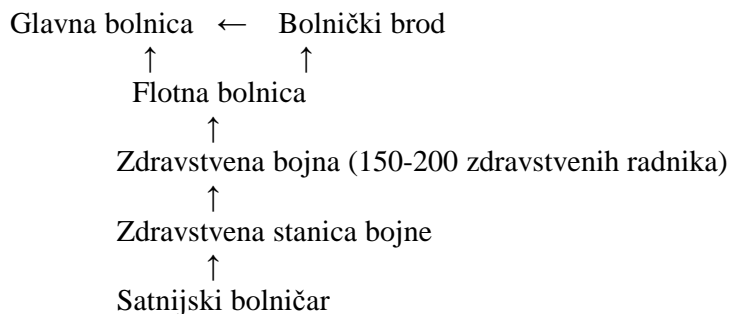 Glavna bolnica ← Bolnički brod
↑ ↑
Flotna bolnica
↑
Zdravstvena bojna (150-200 zdravstvenih radnika)
↑
Zdravstvena stanica bojne
↑
Satnijski bolničar